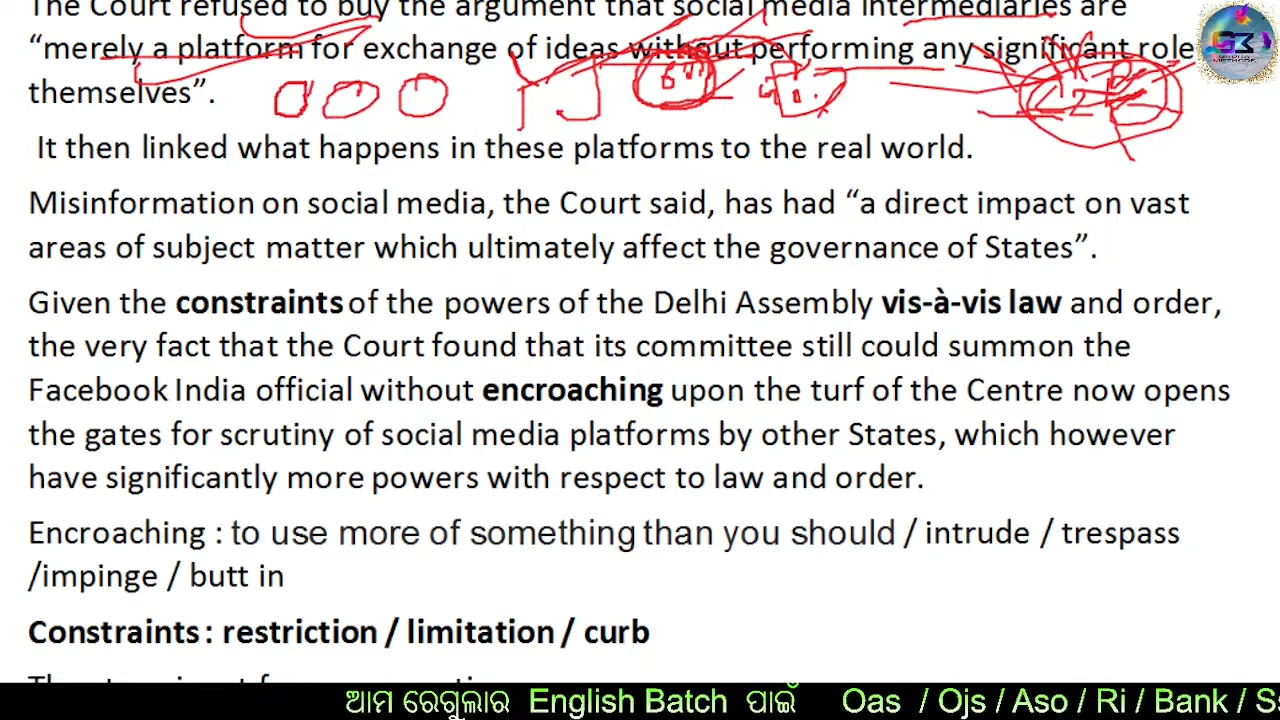 The Court refused to buy the argument that social media intermediaries are
“merely a platform for exchange of ideas without performing any significant role
themselves”.
It then linked what happens in these platforms to the real world.
Misinformation on social media, the Court said, has had “a direct impact on vast
areas of subject matter which ultimately affect the governance of States”.
Given the constraints of the powers of the Delhi Assembly vis-à-vis law and order,
the very fact that the Court found that its committee still could summon the
Facebook India official without encroaching upon the turf of the Centre now opens
the gates for scrutiny of social media platforms by other States, which however
have significantly more powers with respect to law and order.
Encroaching : to use more of something than you should / intrude / trespass
/impinge / butt in
Constraints : restriction / limitation / curb
ଆମ ରେଗୁଲାର English Batch ପାଇଁ Oas / Ojs / Aso / Ri / Bank /